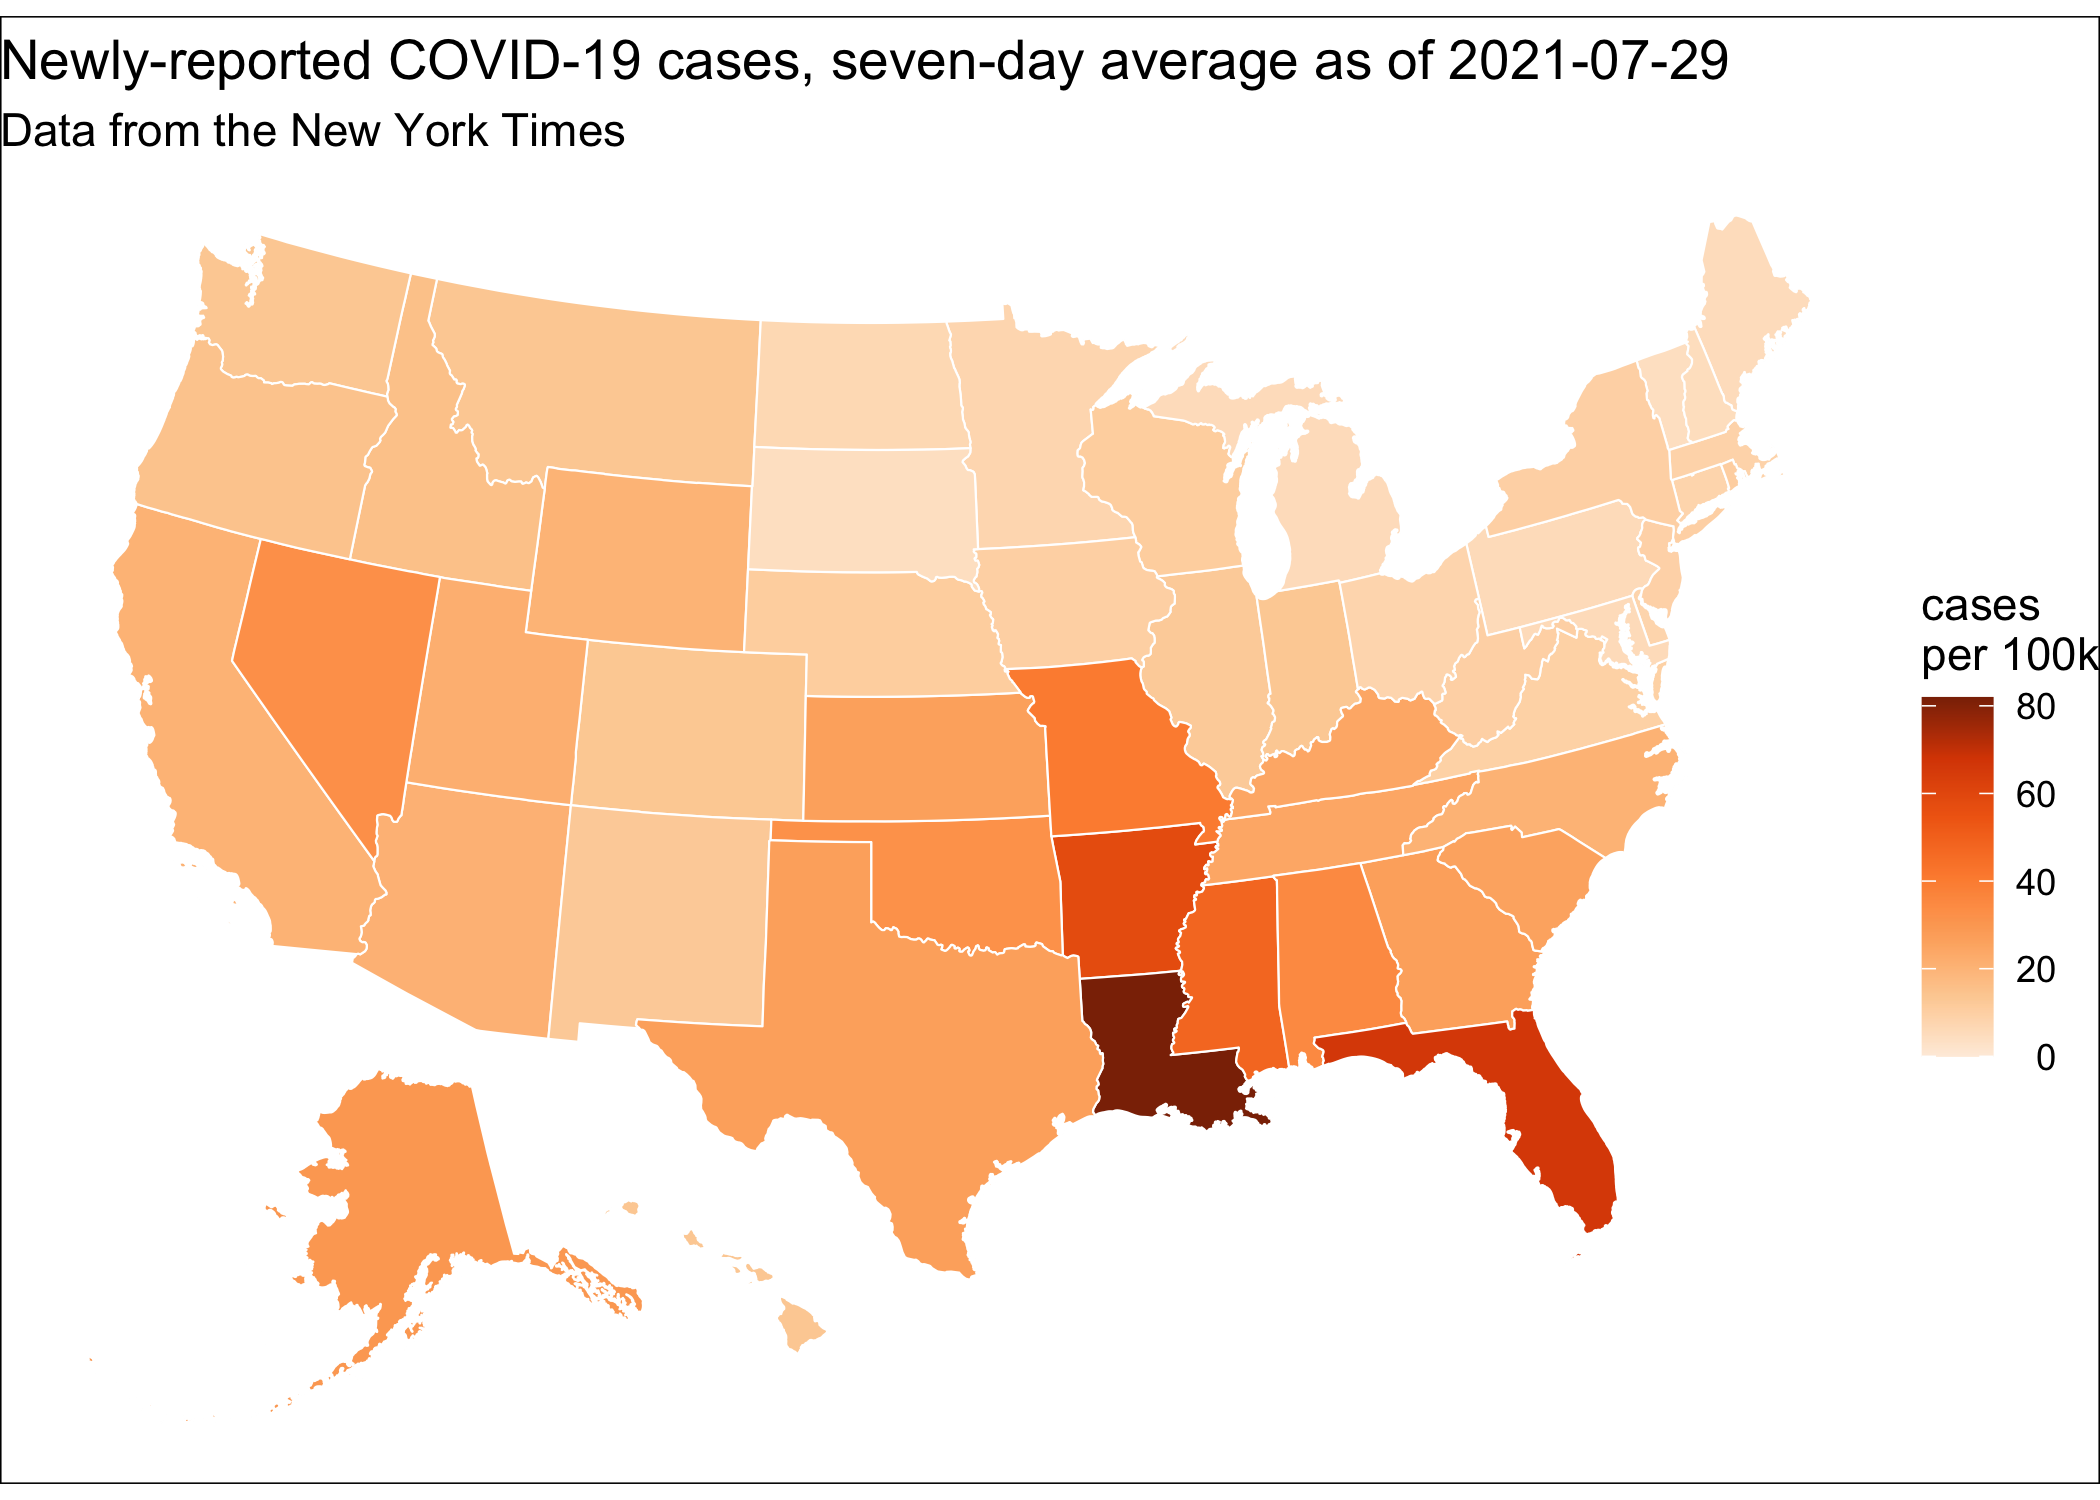 Newly-reported COVID-19 cases, seven-day average as of 2021-07-29
Data from the New York Times
cases
per 100k
80
60
40
20
0